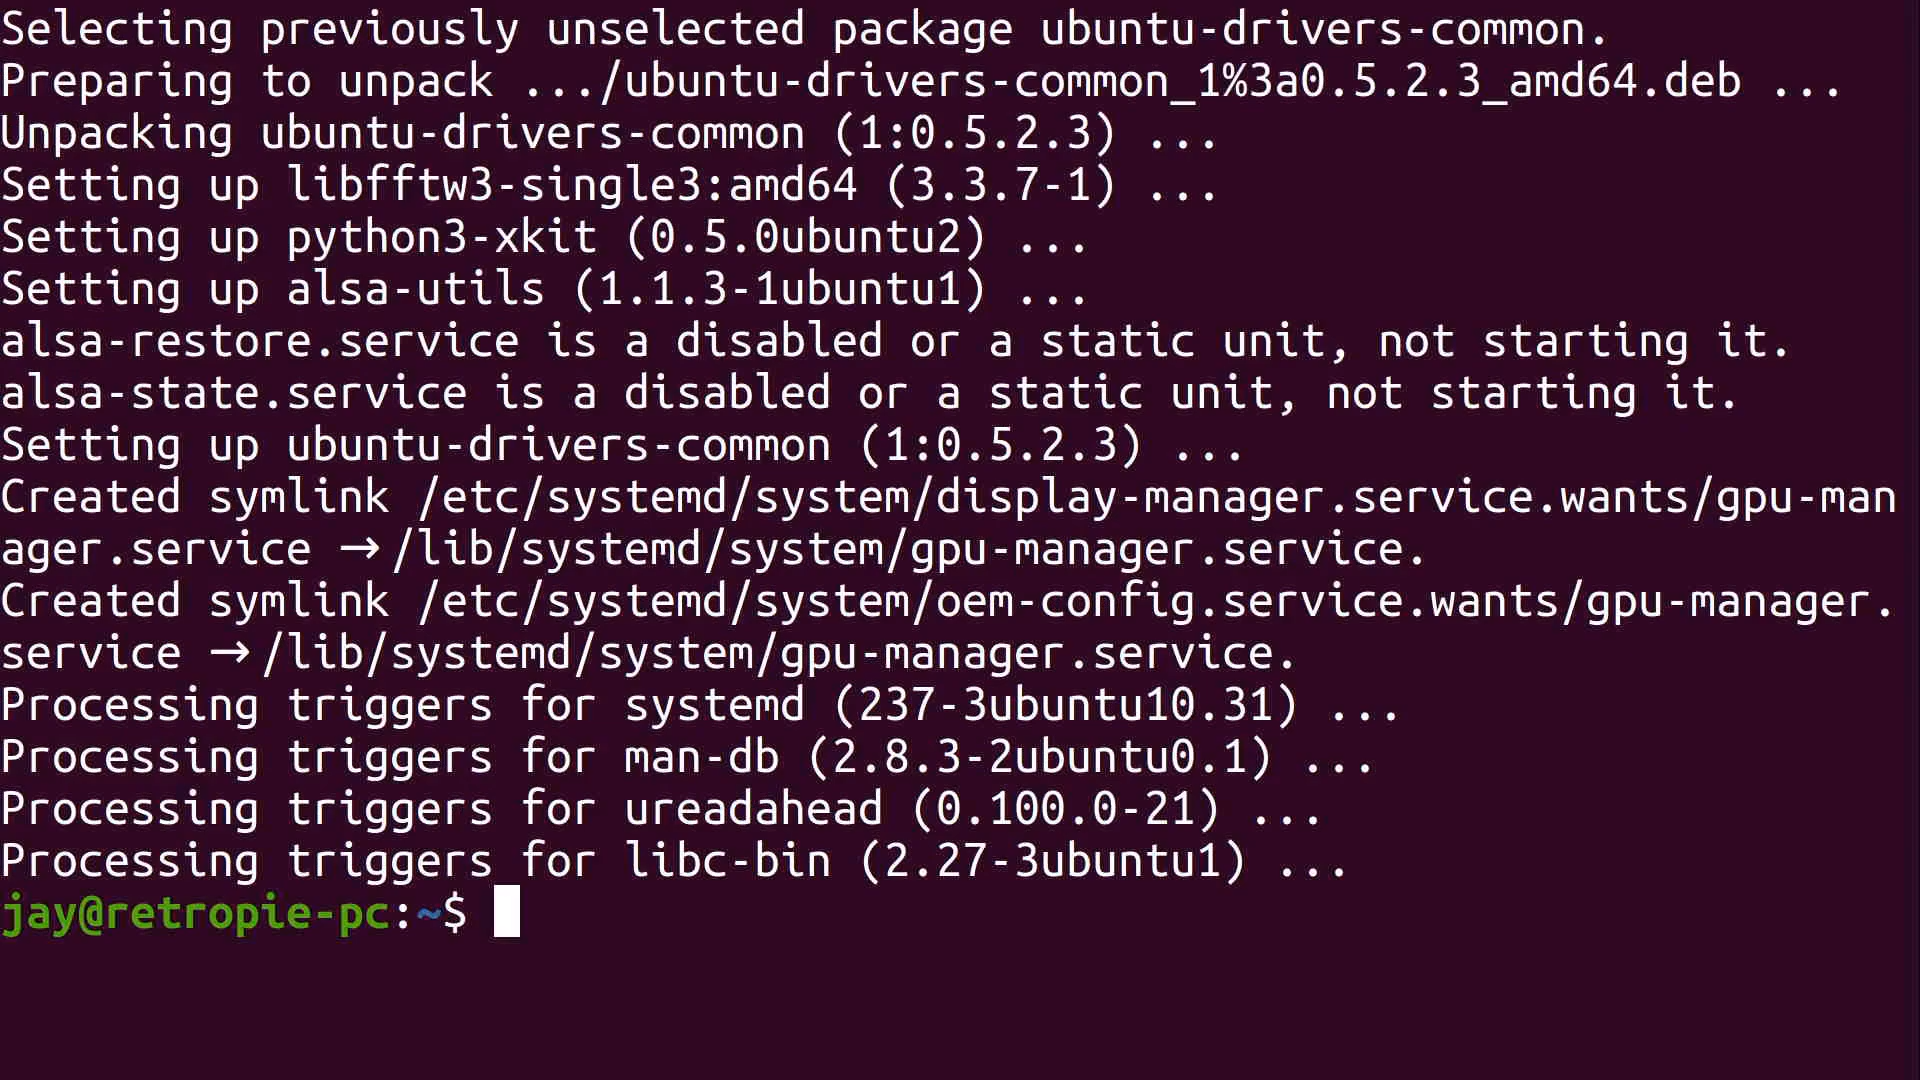 Selecting previously unselected package ubuntu-drivers-common.
Preparing to unpack .../ubuntu-drivers-common_1%3a0.5.2.3_amd64.deb ...
Unpacking ubuntu-drivers-common (1:0.5.2.3) ...
Setting up libfftw3-single3:amd64 (3.3.7-1) ...
Setting up python3-xkit (0.5.0ubuntu2) ...
Setting up alsa-utils (1.1.3-1ubuntu1) ...
alsa-restore.service is a disabled or a static unit, not starting it.
alsa-state.service is a disabled or a static unit, not starting it.
Setting up ubuntu-drivers-common (1:0.5.2.3) ...
Created symlink /etc/systemd/system/display-manager.service.wants/gpu-man
ager.service → /lib/systemd/system/gpu-manager.service.
Created symlink /etc/systemd/system/oem-config.service.wants/gpu-manager.
service → /lib/systemd/system/gpu-manager.service.
Processing triggers for systemd (237-3ubuntu10.31) ...
Processing triggers for man-db (2.8.3-2ubuntu0.1) ...
Processing triggers for ureadahead (0.100.0-21) ...
Processing triggers for libc-bin (2.27-3ubuntu1) ...
jay@retropie-pc:~$